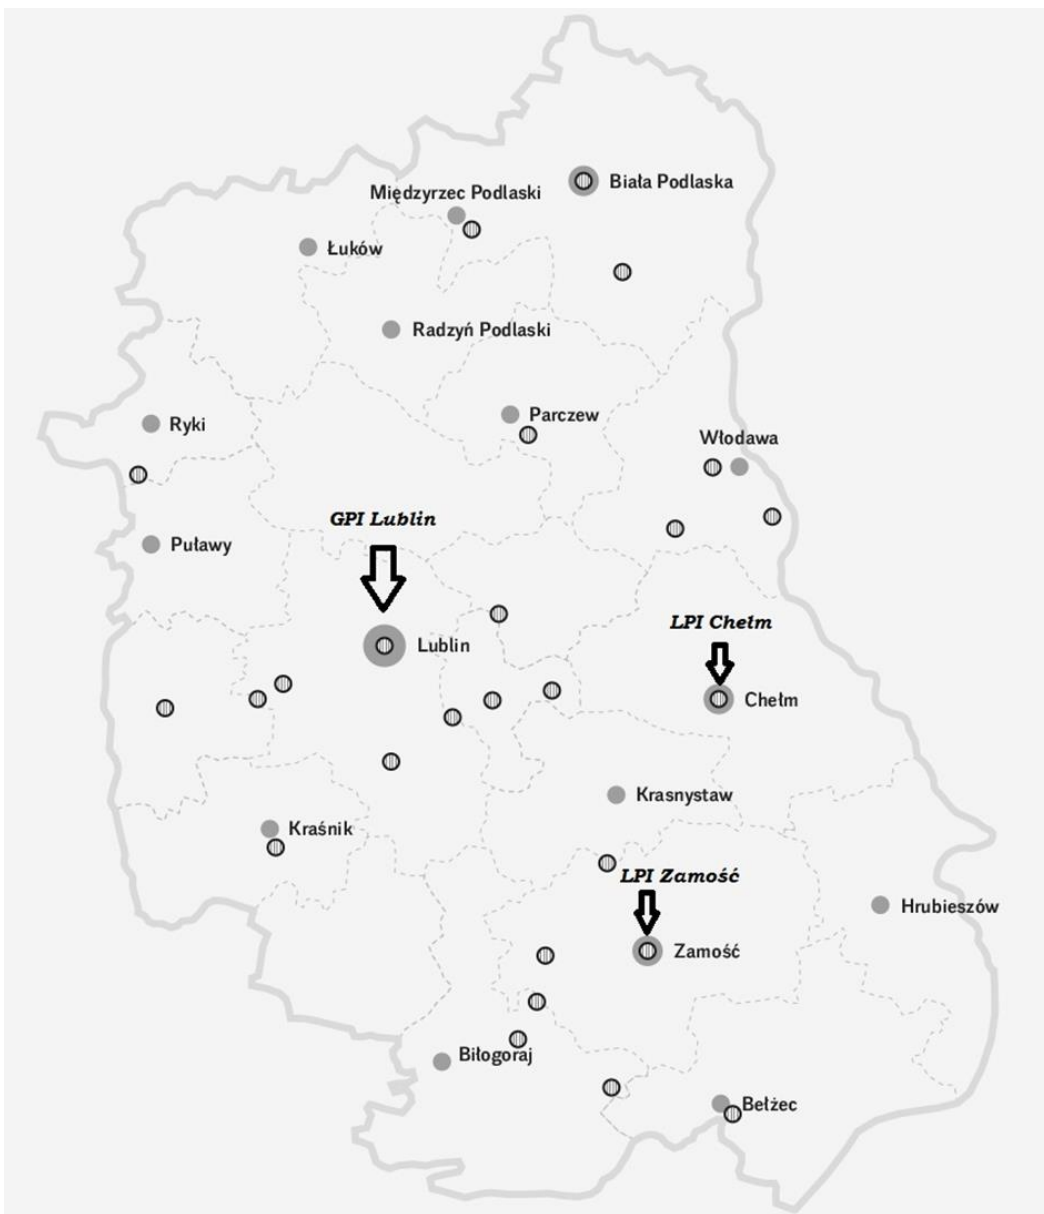 Biała Podlaska
Międzyrzec Podlaski
Łuków
Radzyń Podlaski
Parczew
Ryki
Włodawa
GPI Lublin
Puławy
LPI Chełm
Lublin
Chełm
Krasnystaw
Kraśnik
LPI Zamość
Hrubieszów
Zamość
Biłogoraj
Bełżec